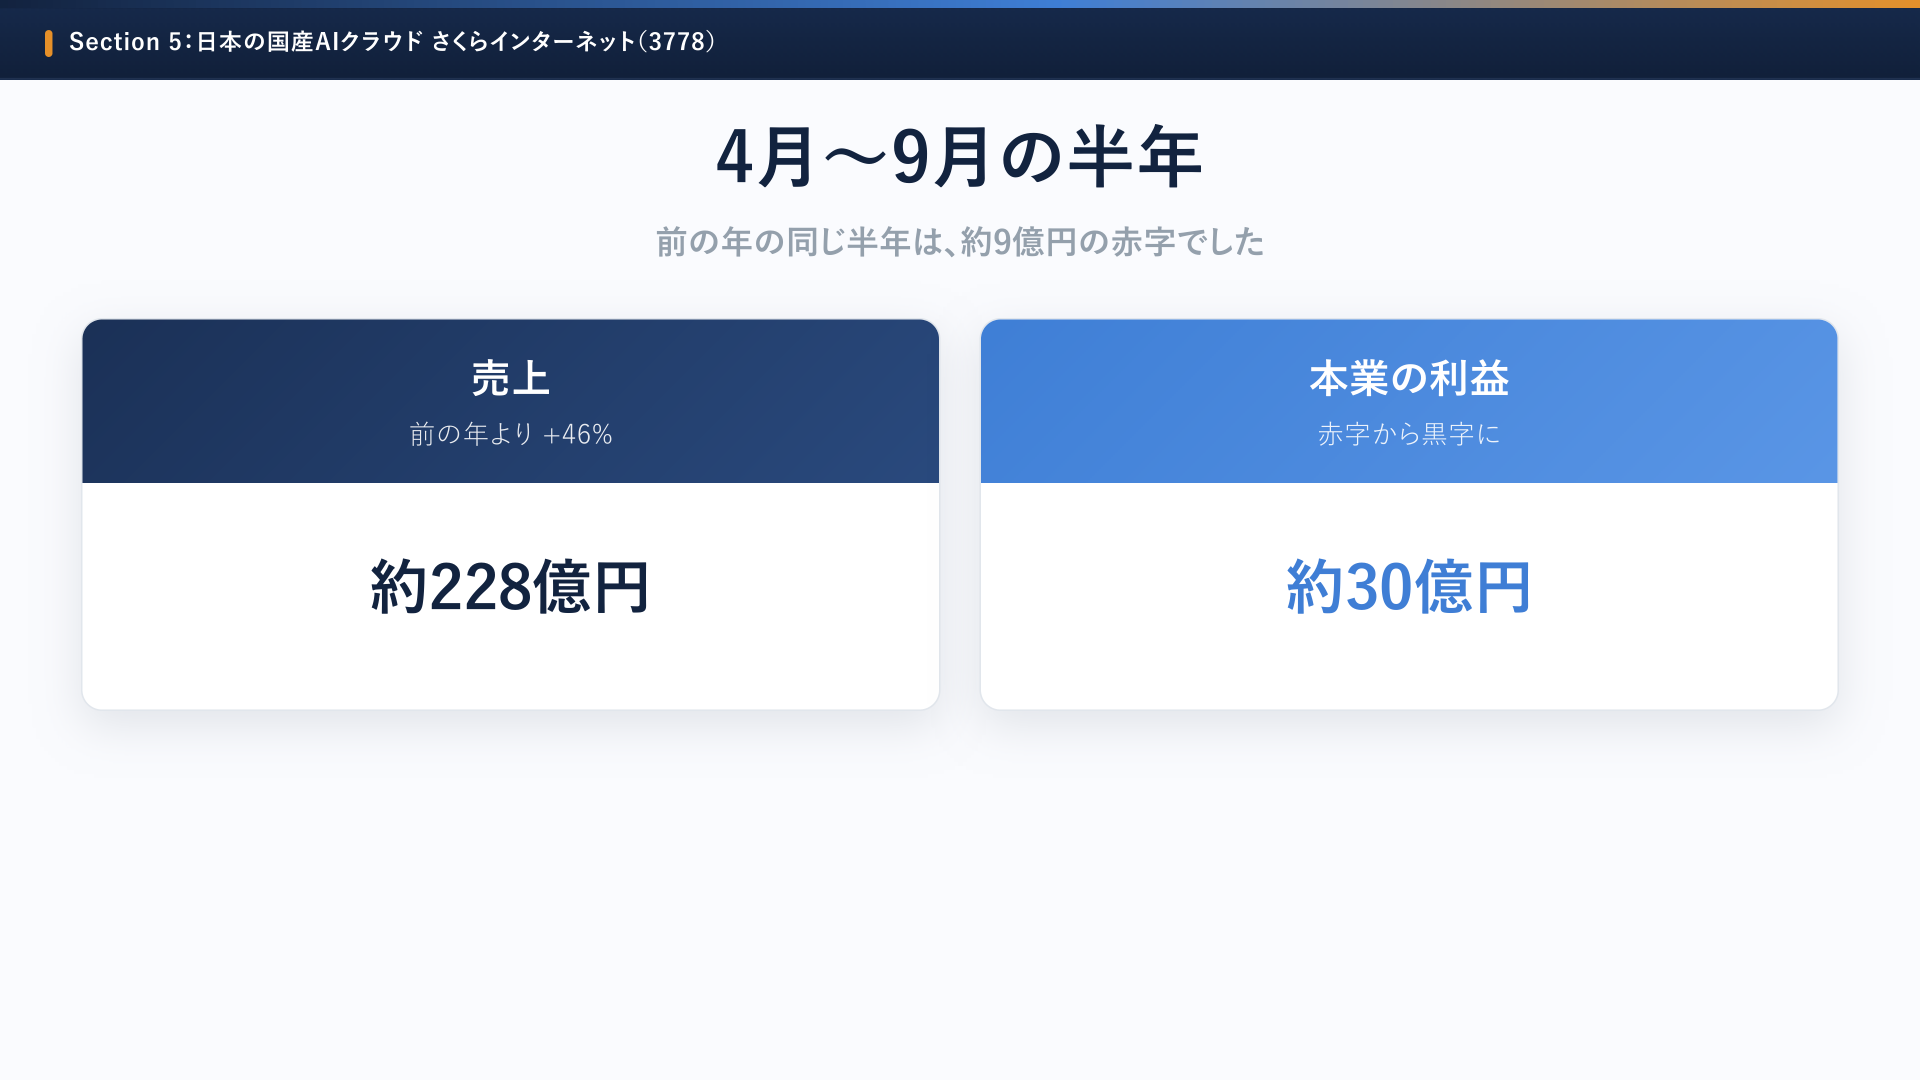 Section 5：日本の国産AIクラウド さくらインターネット（3778）
4月〜9月の半年
前の年の同じ半年は、約9億円の赤字でした
売上
前の年より +46%
約228億円
本業の利益
赤字から黒字に
約30億円